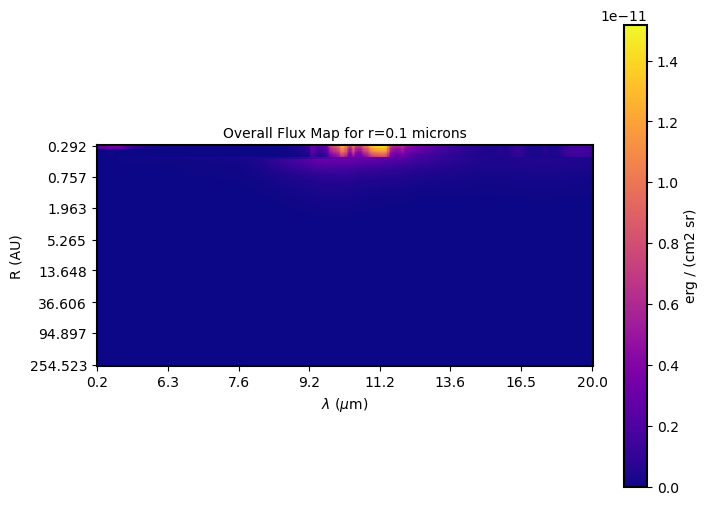 1e−11
Overall Flux Map for r=0.1 microns
0.292
0.757
1.963
5.265
13.648
36.606
94.897
254.523
R (AU)
0.2 6.3 7.6 9.2 11.2 13.6 16.5 20.0
λ (μm)
1.4
1.2
1.0
0.8
0.6
0.4
0.2
0.0
erg / (cm2 sr)